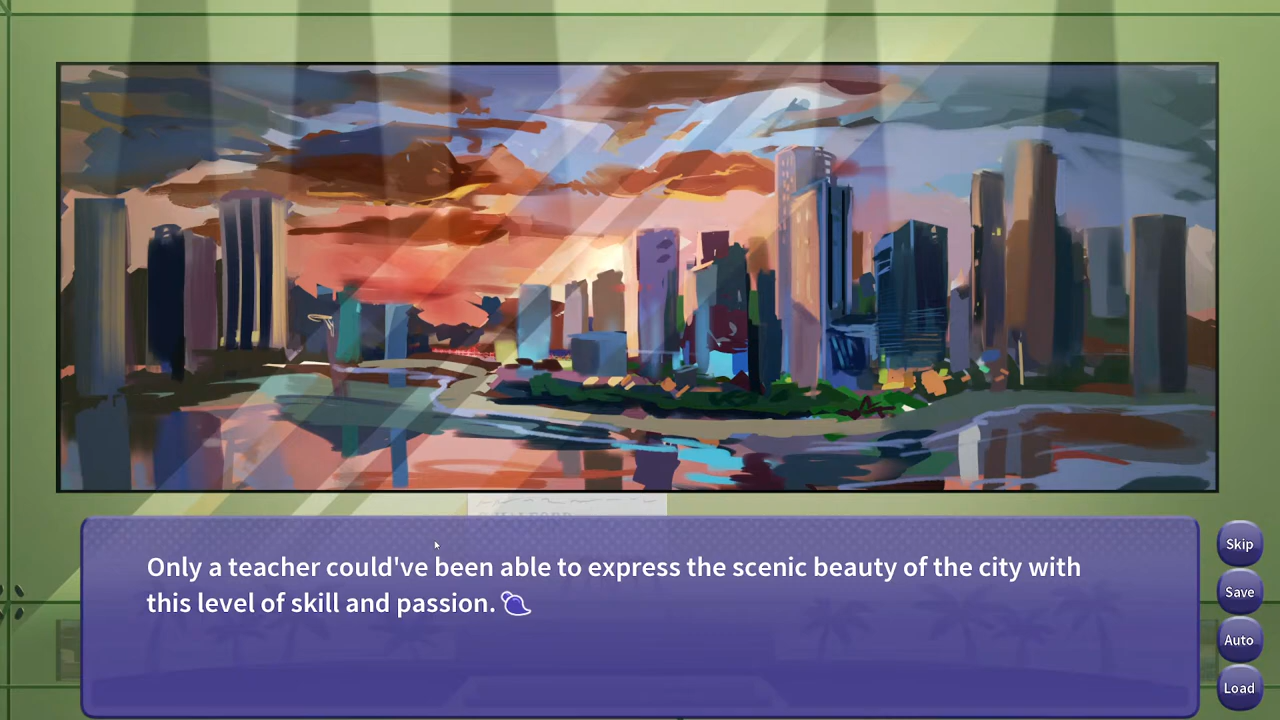 Only a teacher could've been able to express the scenic beauty of the city with
this level of skill and passion.
Skip
Save
Auto
Load